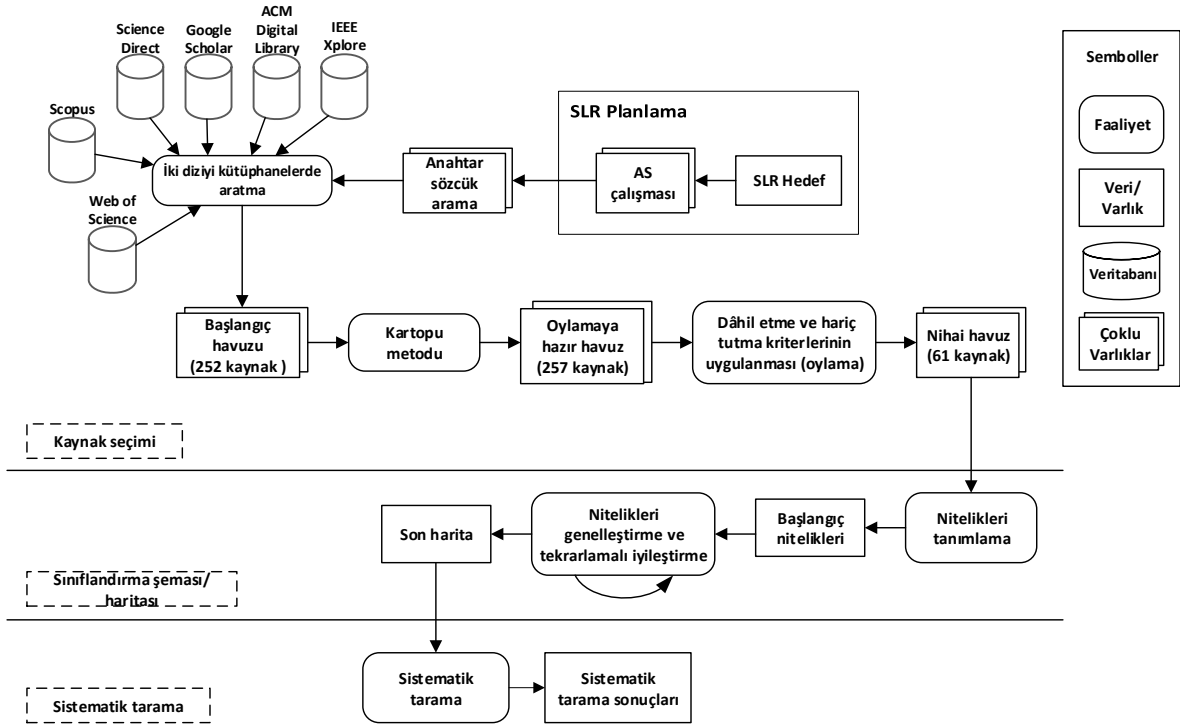 Science
Direct
Google
Scholar
ACM
Digital
Library
IEEE
Xplore
Scopus
Web of
Science
İki diziyi kütüphanelerde
aratma
Anahtar
sözcük
arama
SLR Planlama
AS
çalışması
SLR Hedef
Semboller
Faaliyet
Veri/
Varlık
Veritabanı
Çoklu
Varlıklar
Başlangıç
havuzu
(252 kaynak )
Kartopu
metodu
Oylamaya
hazır havuz
(257 kaynak)
Dâhil etme ve hariç
tutma kriterlerinin
uygulanması (oylama)
Nihai havuz
(61 kaynak)
Kaynak seçimi
Nitelikleri
tanımlama
Başlangıç
nitelikleri
Nitelikleri
genelleştirme ve
tekrarlamalı iyileştirme
Son harita
Sınıflandırma şeması/
haritası
Sistematik
tarama
Sistematik
tarama sonuçları
Sistematik tarama